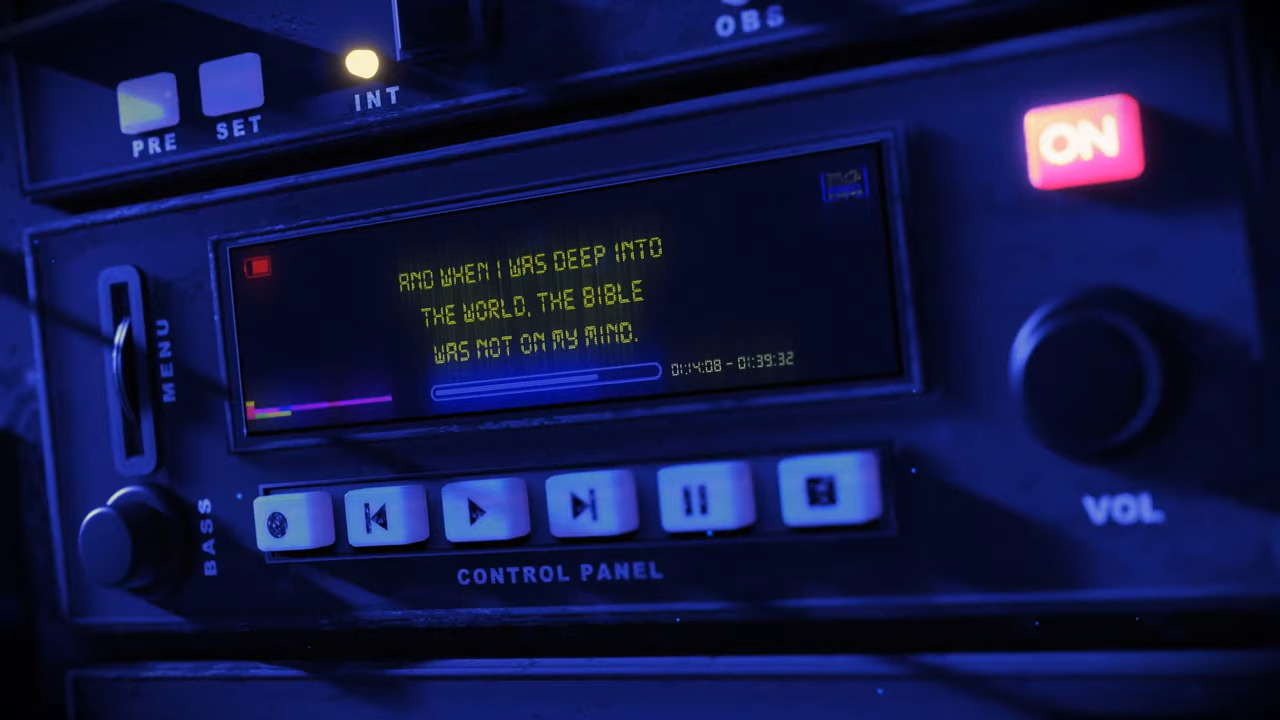 OBS
INT
PRE SET
ON
AND WHEN I WAS DEEP INTO
THE WORLD, THE BIBLE
WAS NOT ON MY MIND.
01:14:08 - 01:39:32
MENU
BASS
VOL
CONTROL PANEL